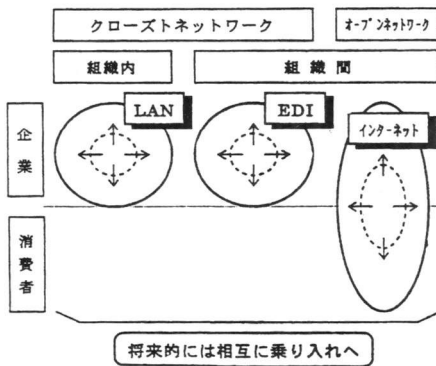 クローズトネットワーク
オープンネットワーク
組織内
組織間
LAN
EDI
インターネット
企業
消費者
将来的には相互に乗り入れへ